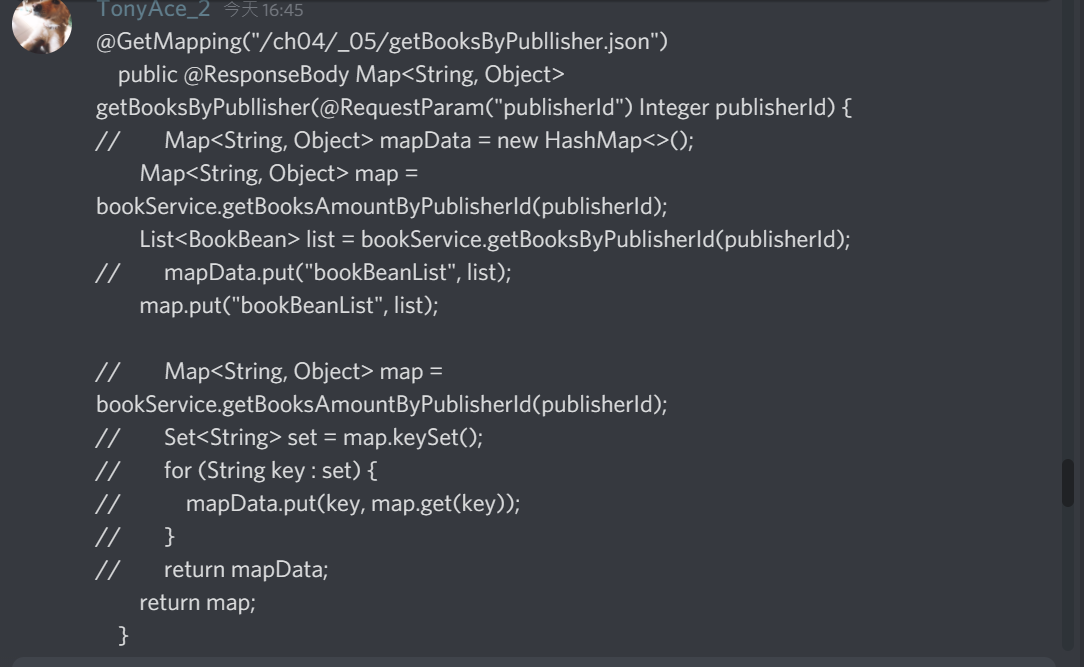 TonyAce_2 今天 16:45
@GetMapping("/ch04/_05/getBooksByPubllisher.json")
public @ResponseBody Map<String, Object>
getBooksByPubllisher(@RequestParam("publisherId") Integer publisherId) {
// Map<String, Object> mapData = new HashMap<>();
Map<String, Object> map =
bookService.getBooksAmountByPublisherId(publisherId);
List<BookBean> list = bookService.getBooksByPublisherId(publisherId);
// mapData.put("bookBeanList", list);
map.put("bookBeanList", list);
// Map<String, Object> map =
bookService.getBooksAmountByPublisherId(publisherId);
// Set<String> set = map.keySet();
// for (String key : set) {
// mapData.put(key, map.get(key));
// }
// return mapData;
return map;
}